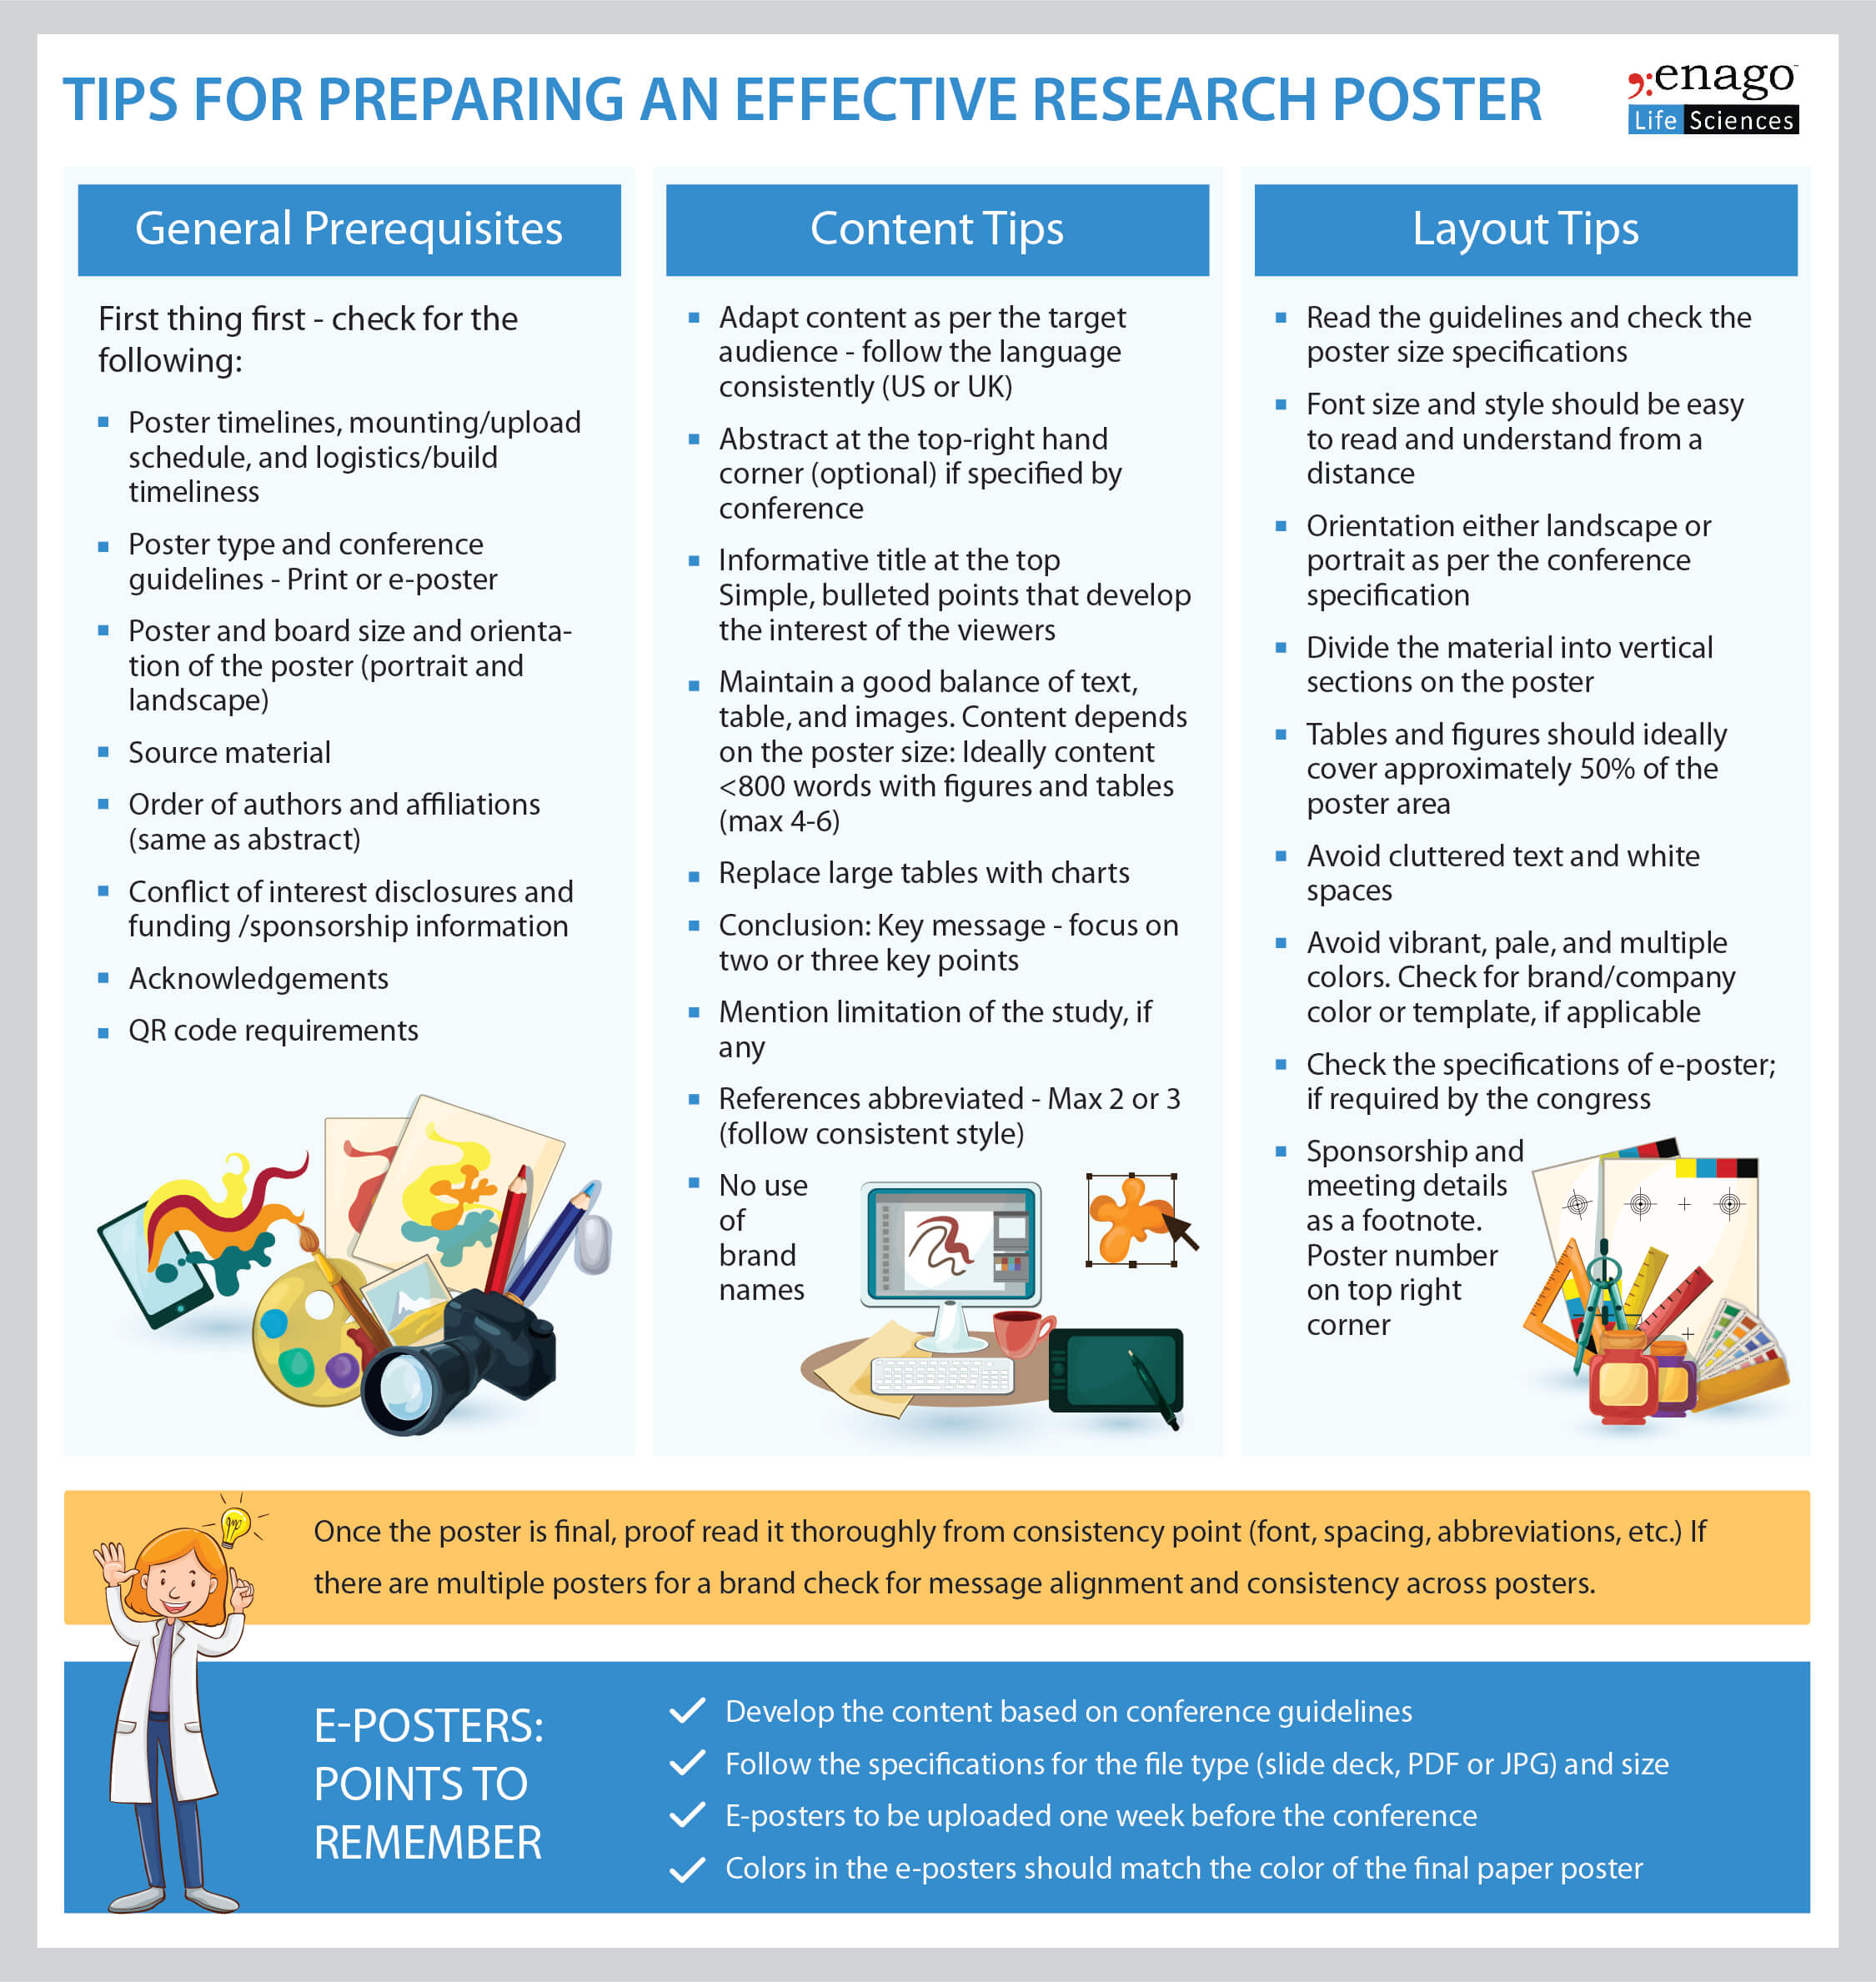 TIPS FOR PREPARING AN EFFECTIVE RESEARCH POSTER
enago
Life Sciences
General Prerequisites
First thing first - check for the
following:
Poster timelines, mounting/upload
schedule, and logistics/build
timeliness
Poster type and conference
guidelines - Print or e-poster
Poster and board size and orienta-
tion of the poster (portrait and
landscape)
Source material
Order of authors and affiliations
(same as abstract)
Conflict of interest disclosures and
funding /sponsorship information
Acknowledgements
QR code requirements
Content Tips
Adapt content as per the target
audience - follow the language
consistently (US or UK)
Abstract at the top-right hand
corner (optional) if specified by
conference
Informative title at the top
Simple, bulleted points that develop
the interest of the viewers
Maintain a good balance of text,
table, and images. Content depends
on the poster size: Ideally content
<800 words with figures and tables
(max 4-6)
Replace large tables with charts
Conclusion: Key message - focus on
two or three key points
Mention limitation of the study, if
any
References abbreviated - Max 2 or 3
(follow consistent style)
No use
of
brand
names
Layout Tips
Read the guidelines and check the
poster size specifications
Font size and style should be easy
to read and understand from a
distance
Orientation either landscape or
portrait as per the conference
specification
Divide the material into vertical
sections on the poster
Tables and figures should ideally
cover approximately 50% of the
poster area
Avoid cluttered text and white
spaces
Avoid vibrant, pale, and multiple
colors. Check for brand/company
color or template, if applicable
Check the specifications of e-poster;
if required by the congress
Sponsorship and
meeting details
as a footnote.
Poster number
on top right
corner
Once the poster is final, proof read it thoroughly from consistency point (font, spacing, abbreviations, etc.) If
there are multiple posters for a brand check for message alignment and consistency across posters.
E-POSTERS:
POINTS TO
REMEMBER
Develop the content based on conference guidelines
Follow the specifications for the file type (slide deck, PDF or JPG) and size
E-posters to be uploaded one week before the conference
Colors in the e-posters should match the color of the final paper poster